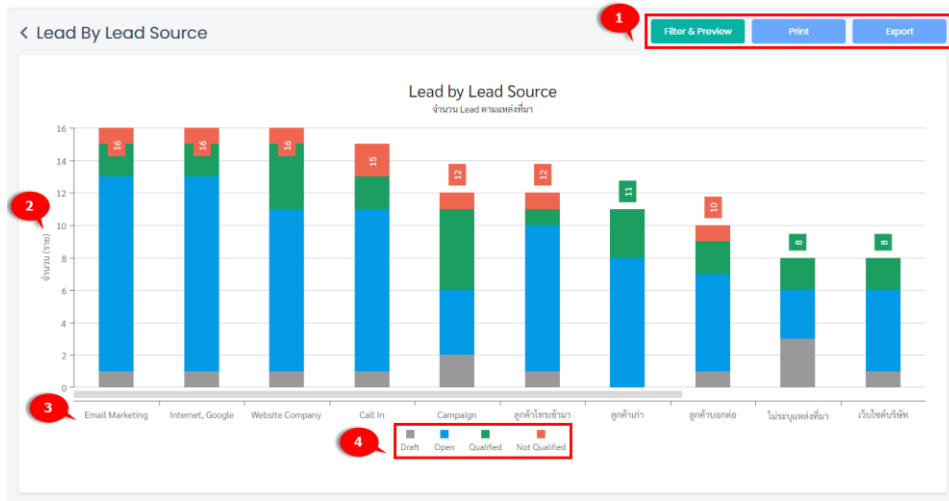 1
< Lead By Lead Source
Filter & Preview Print Export
Lead by Lead Source
จำนวน Lead ตามแหล่งที่มา
16 16 16 15 12 12 11 10 8 8
16
14
12
2
10
8
6
4
2
0
จำนวน (ราย)
3
Email Marketing Internet, Google Website Company Call In Campaign ลูกค้าโทรเข้ามา ลูกค้าเก่า ลูกค้าบอกต่อ ไม่ระบุแหล่งที่มา เว็บไซต์บริษัท
4
Draft Open Qualified Not Qualified